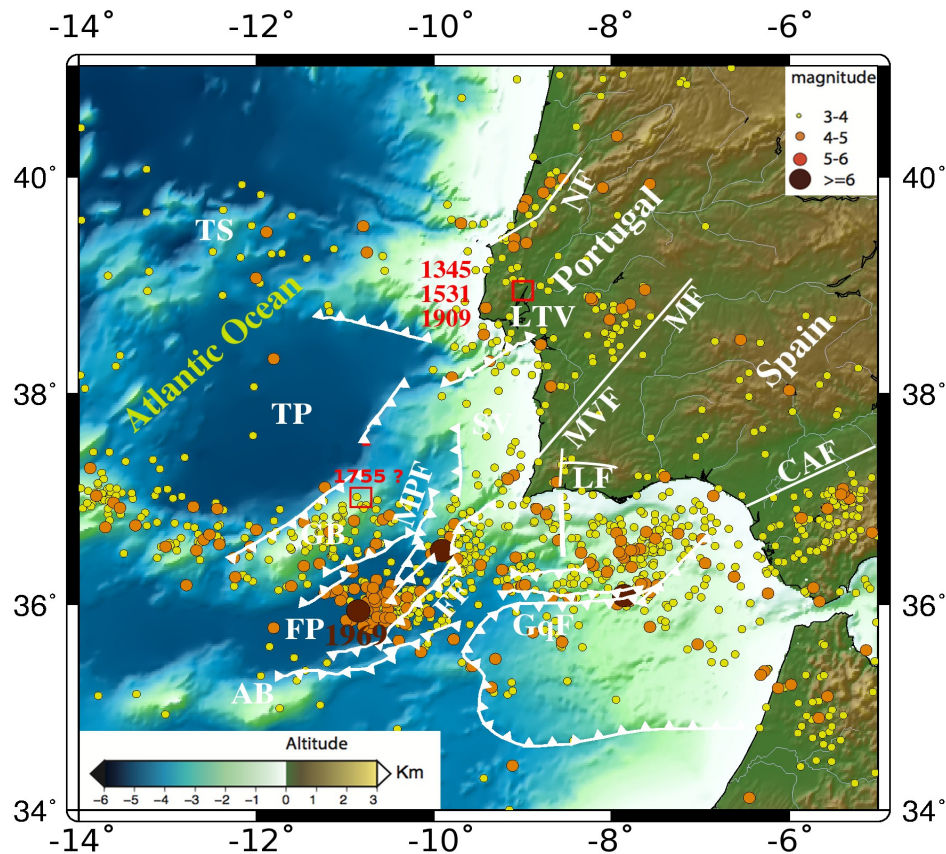 -14° -12° -10° -8° -6°
magnitude
3-4
4-5
5-6
>=6
40° 40°
NF
Portugal
TS
1345
1531
1909
LTV
MF
Atlantic Ocean
Spain
38° 38°
TP
SV
MVF
CAF
1755 ?
LF
MPF
GB
36° 36°
FP
1969
FF
GqF
AB
Altitude
Km
-6 -5 -4 -3 -2 -1 0 1 2 3
34° 34°
-14° -12° -10° -8° -6°